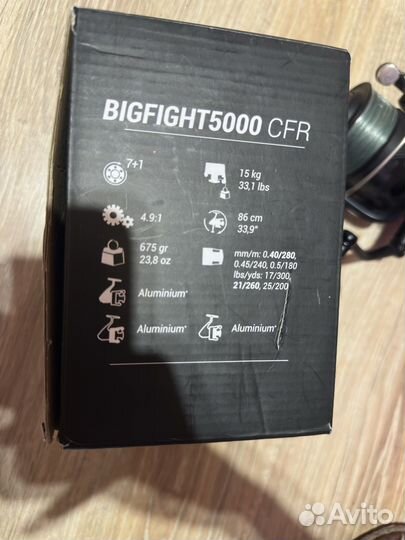 BIGFIGHT5000 CFR
7+1
15 kg
33,1 lbs
4.9:1
86 cm
33,9"
675 gr
23,8 oz
mm/m: 0.40/280,
0.45/240, 0.5/180
lbs/yds: 17/300,
21/260, 25/200
Aluminium*
Aluminium*
Aluminium*
Avito